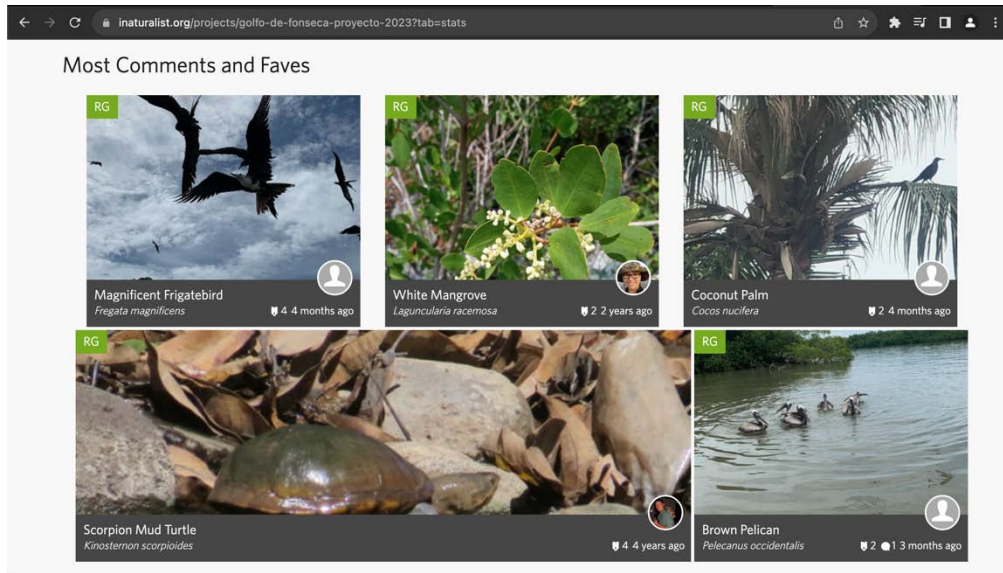 inaturalist.org/projects/golfo-de-fonseca-proyecto-2023?tab=stats
Most Comments and Faves
RG
RG
RG
Magnificent Frigatebird
Fregata magnificens
4 4 months ago
White Mangrove
Laguncularia racemosa
2 2 years ago
Coconut Palm
Cocos nucifera
2 4 months ago
RG
RG
Scorpion Mud Turtle
Kinosternon scorpioides
4 4 years ago
Brown Pelican
Pelecanus occidentalis
2 1 3 months ago